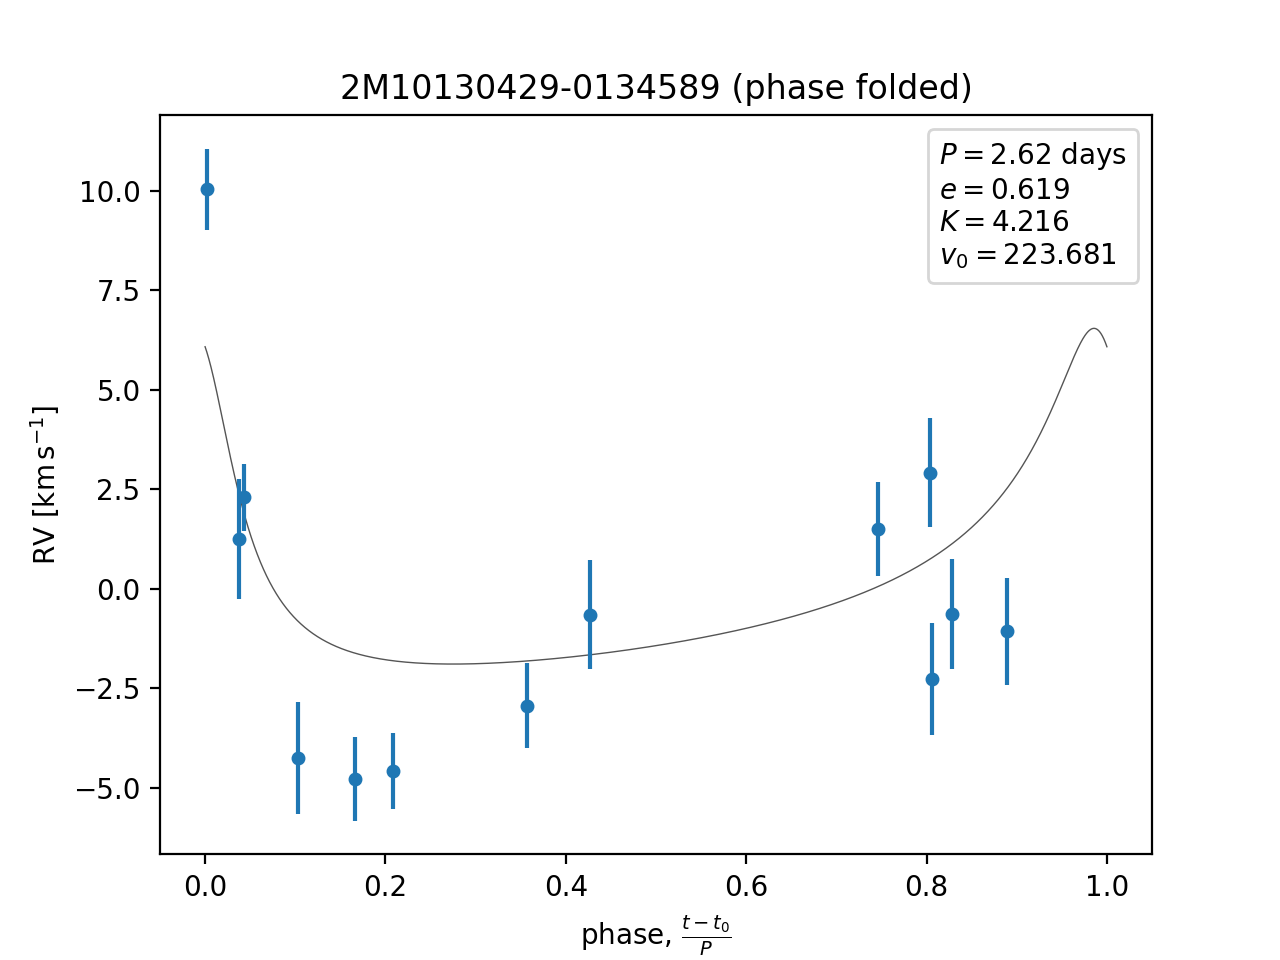 2M10130429-0134589 (phase folded)
P = 2.62 days
e = 0.619
K = 4.216
v₀ = 223.681
RV [km s⁻¹]
10.0
7.5
5.0
2.5
0.0
−2.5
−5.0
0.0 0.2 0.4 0.6 0.8 1.0
phase, (t − t₀)/P